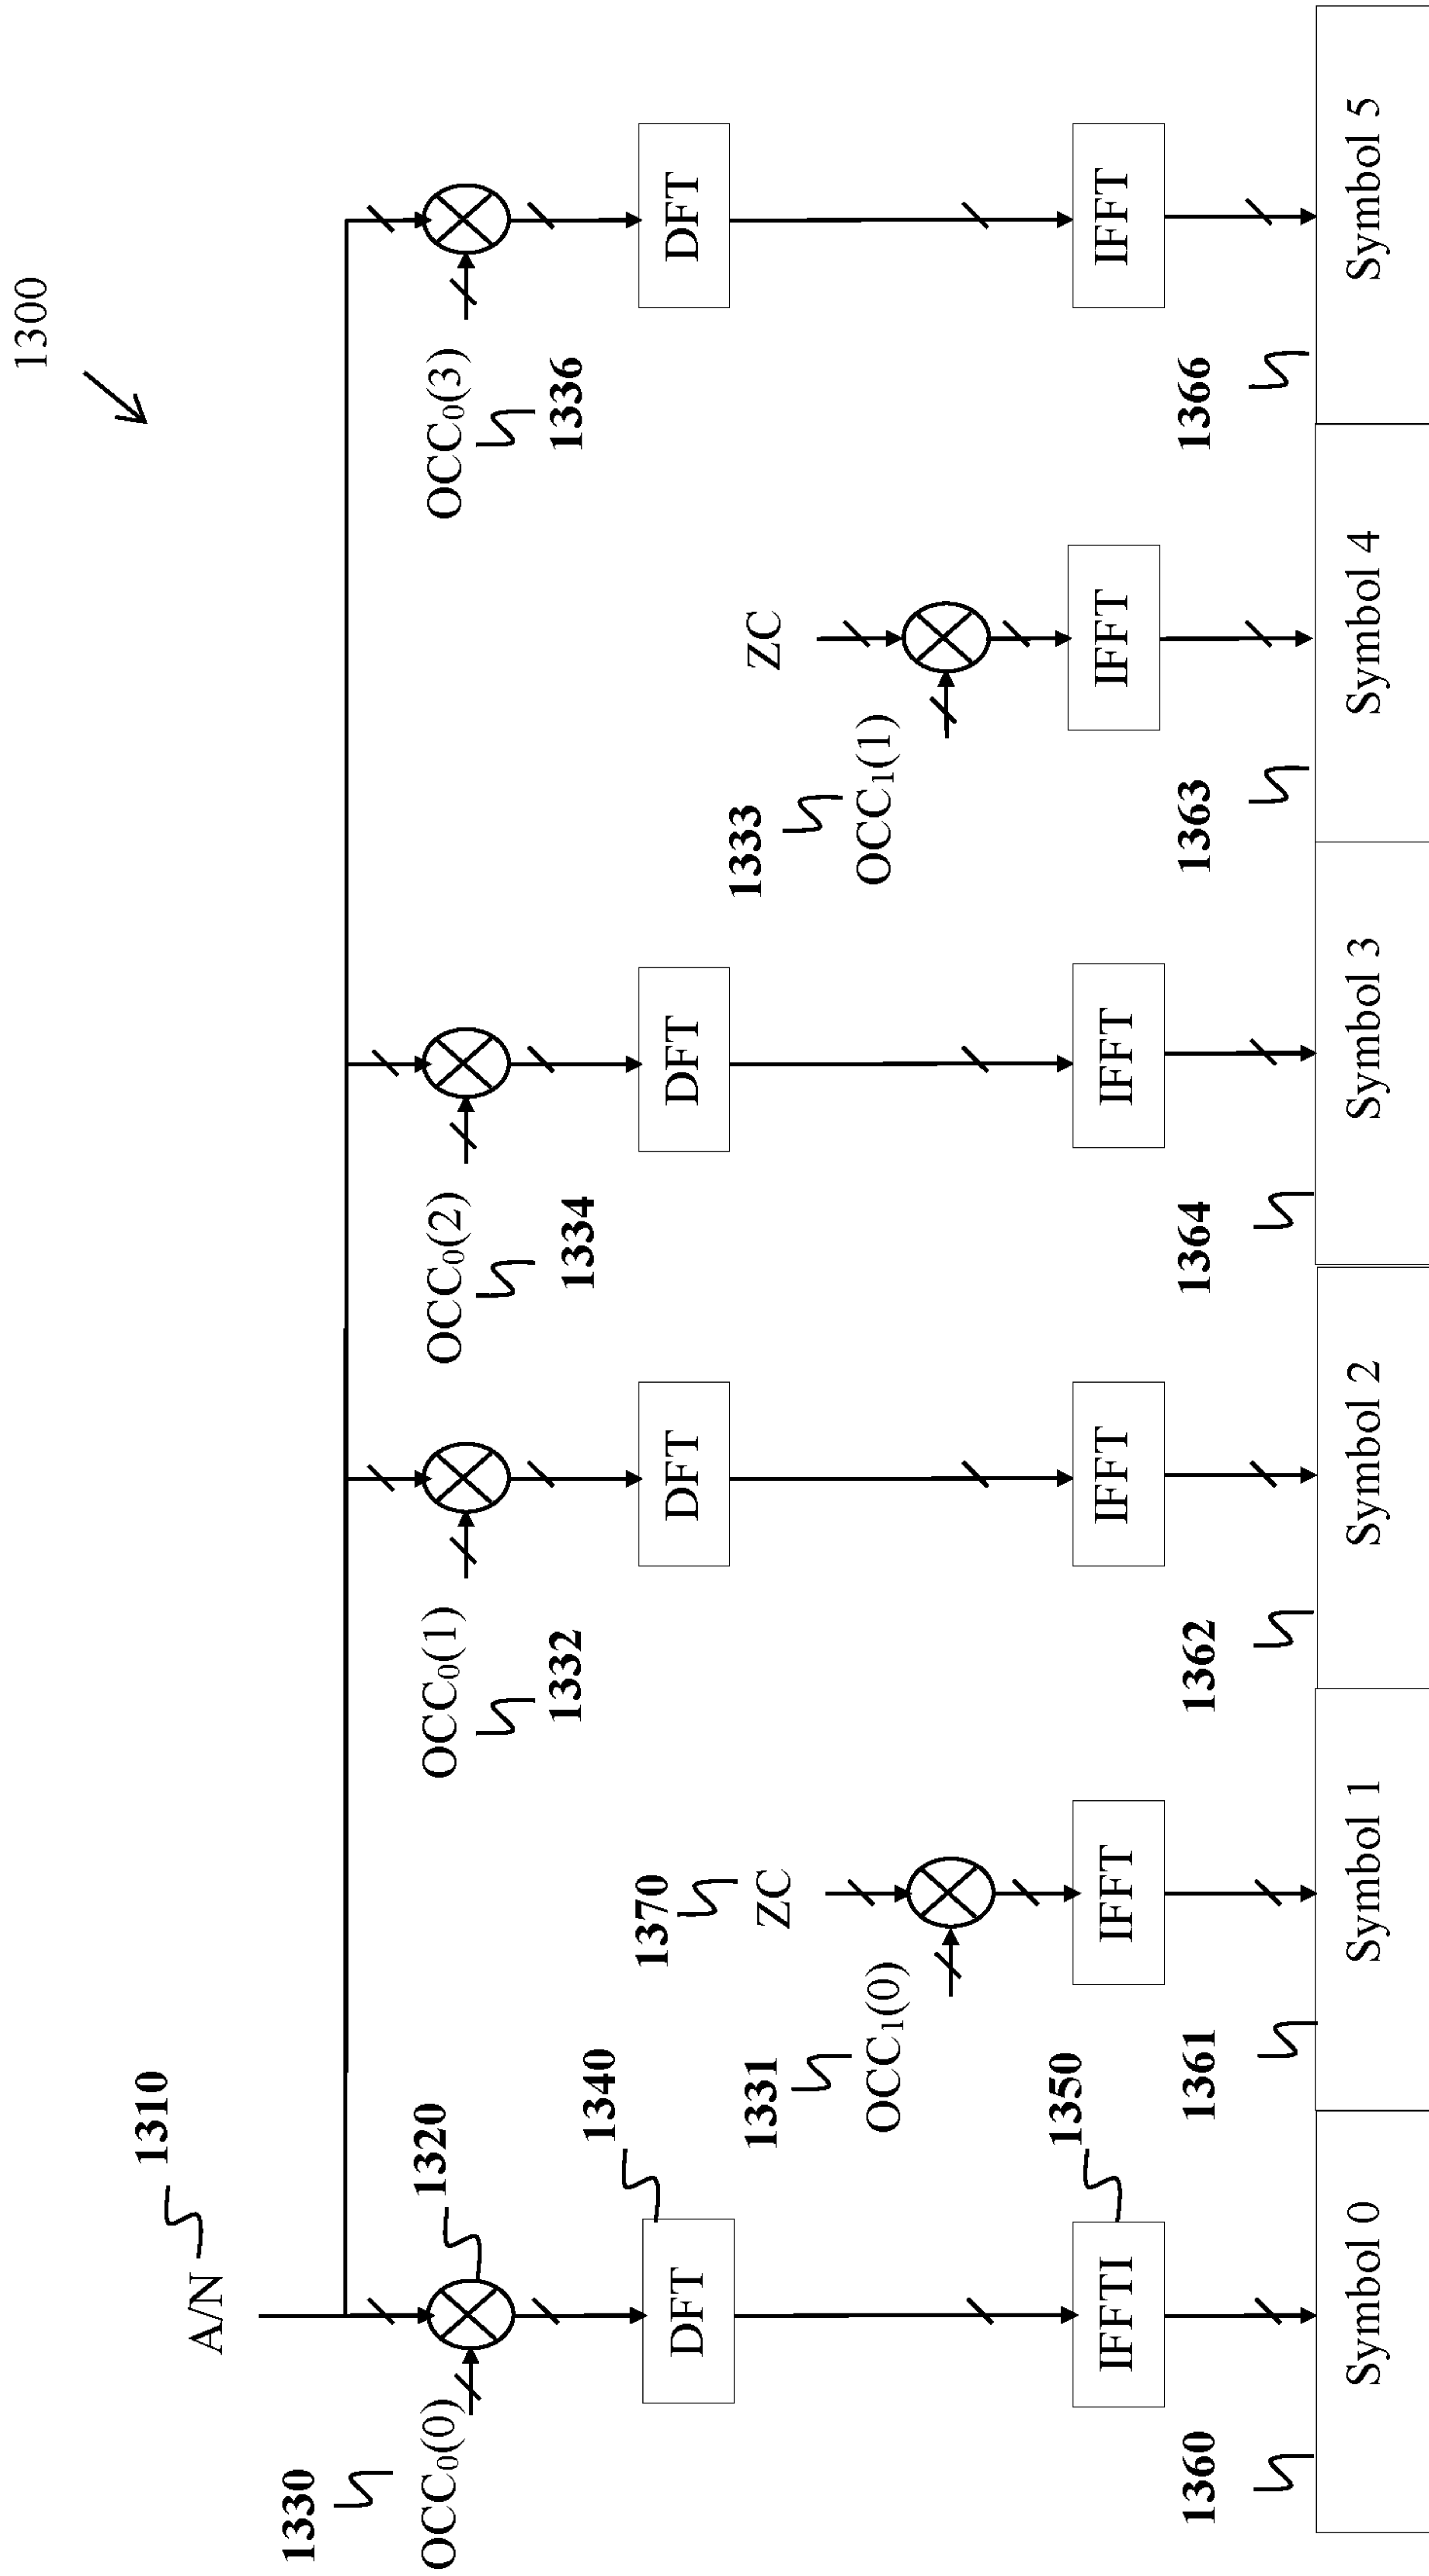 1300
A/N
1310
1330
OCC₀(0)
1320
OCC₀(1)
1332
OCC₀(2)
1334
OCC₀(3)
1336
DFT
1340
DFT
DFT
DFT
1370
ZC
ZC
1331
OCC₁(0)
1333
OCC₁(1)
IFFTI
1350
IFFT
IFFT
IFFT
IFFT
IFFT
1360
1361
1362
1364
1363
1366
Symbol 0
Symbol 1
Symbol 2
Symbol 3
Symbol 4
Symbol 5